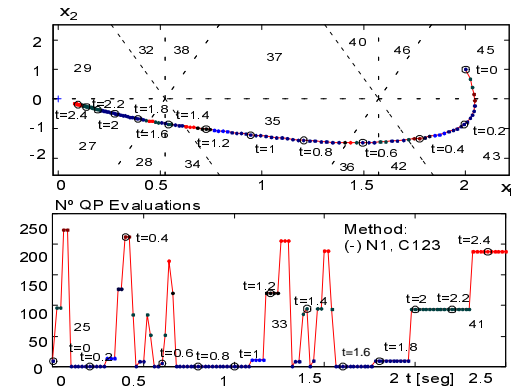 x2
2
1
0
-1
-2
32
38
37
40
46
45
29
t=0
t=2.2
t=1.8
t=1.4
t=2.4
t=2
t=1.6
t=1.2
35
t=1
t=0.8
t=0.6
t=0.4
t=0.2
27
28
34
36
42
43
0
0.5
1
1.5
2
x1
Nº QP Evaluations
250
200
150
100
50
0
Method:
(-) N1, C123
t=0.4
t=2.4
t=1.2
t=1.4
t=2
t=2.2
25
33
41
t=0
t=0.2
t=0.6
t=0.8
t=1
t=1.6
t=1.8
0
0.5
1
1.5
2
t [seg]
2.5